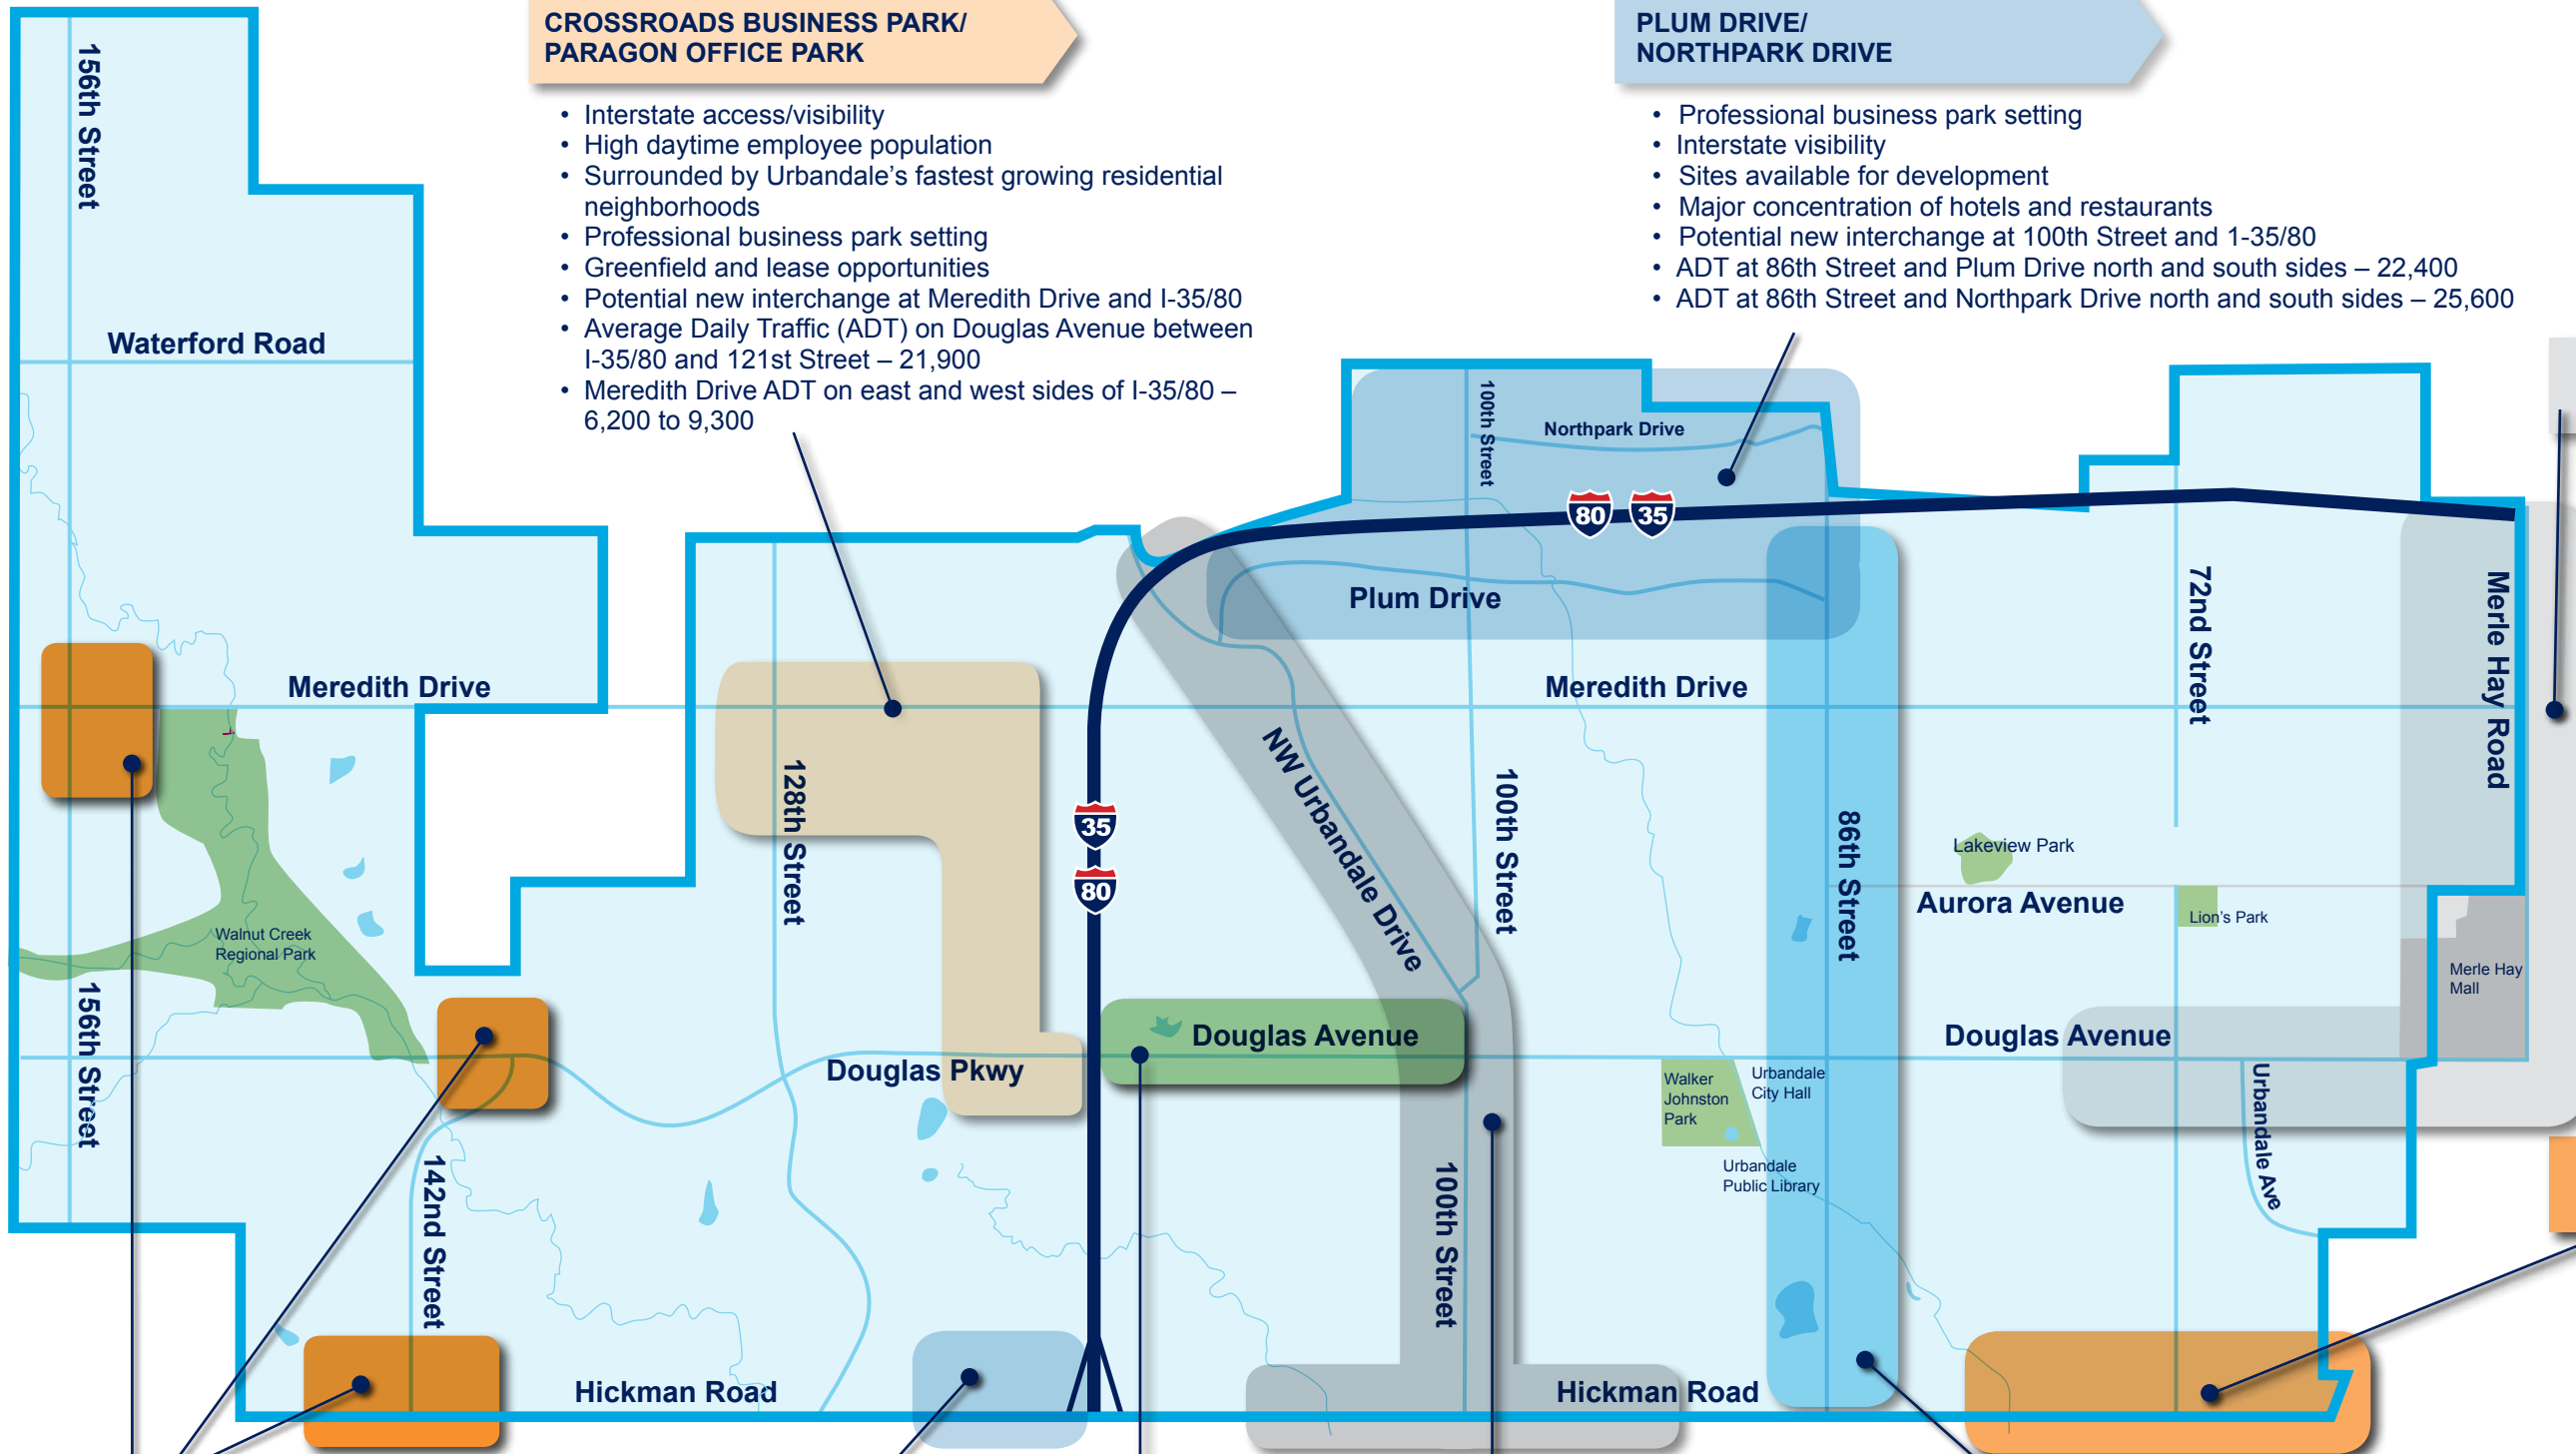 CROSSROADS BUSINESS PARK/
PARAGON OFFICE PARK
• Interstate access/visibility
• High daytime employee population
• Surrounded by Urbandale’s fastest growing residential
neighborhoods
• Professional business park setting
• Greenfield and lease opportunities
• Potential new interchange at Meredith Drive and I-35/80
• Average Daily Traffic (ADT) on Douglas Avenue between
I-35/80 and 121st Street – 21,900
• Meredith Drive ADT on east and west sides of I-35/80 –
6,200 to 9,300
PLUM DRIVE/
NORTHPARK DRIVE
• Professional business park setting
• Interstate visibility
• Sites available for development
• Major concentration of hotels and restaurants
• Potential new interchange at 100th Street and 1-35/80
• ADT at 86th Street and Plum Drive north and south sides – 22,400
• ADT at 86th Street and Northpark Drive north and south sides – 25,600
156th Street
Waterford Road
100th Street
Northpark Drive
80
35
Plum Drive
72nd Street
Merle Hay Road
Meredith Drive
Meredith Drive
NW Urbandale Drive
128th Street
35
80
100th Street
86th Street
Lakeview Park
Aurora Avenue
Lion’s Park
Walnut Creek
Regional Park
Merle Hay
Mall
156th Street
Douglas Avenue
Douglas Avenue
Douglas Pkwy
Walker
Johnston
Park
Urbandale
City Hall
Urbandale Ave
Urbandale
Public Library
142nd Street
100th Street
Hickman Road
Hickman Road